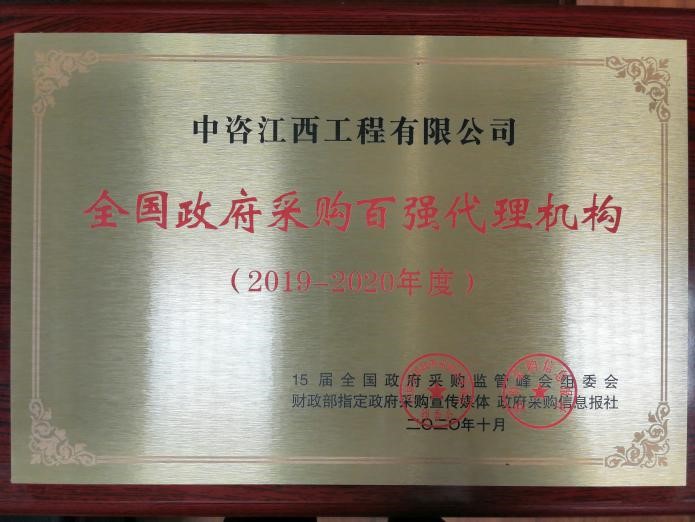 中咨江西工程有限公司
全国政府采购百强代理机构
（2019-2020年度）
15届全国政府采购监管峰会组委会
财政部指定政府采购宣传媒体 政府采购信息报社
二〇二〇年十月